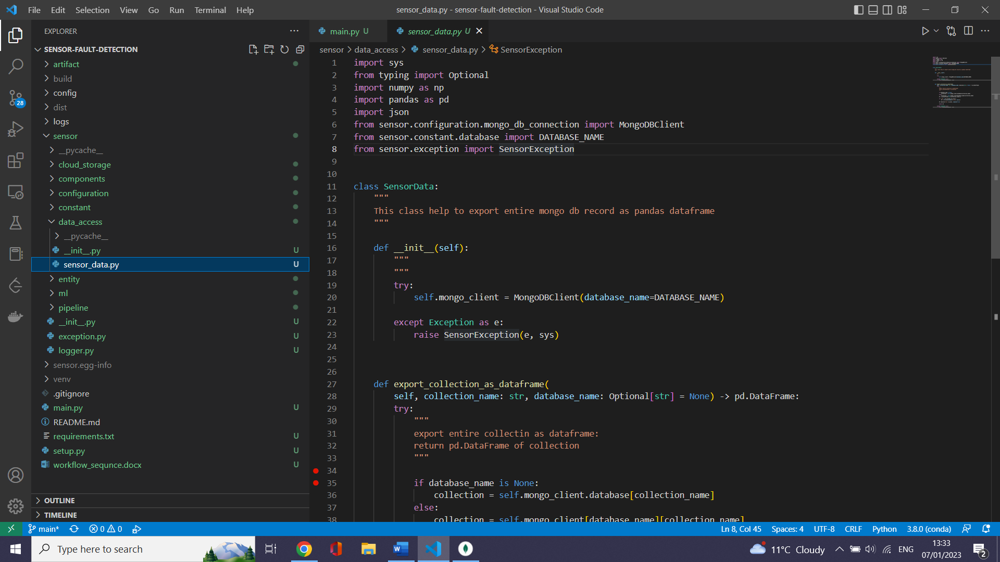 File Edit Selection View Go Run Terminal Help
sensor_data.py - sensor-fault-detection - Visual Studio Code
EXPLORER
SENSOR-FAULT-DETECTION
artifact
build
config
dist
logs
sensor
__pycache__
cloud_storage
components
configuration
constant
data_access
__pycache__
__init__.py U
sensor_data.py U
entity
ml
pipeline
__init__.py U
exception.py U
logger.py U
sensor.egg-info
venv
.gitignore
main.py U
README.md
requirements.txt U
setup.py U
workflow_sequnce.docx U
OUTLINE
TIMELINE
28
main.py U
sensor_data.py U
sensor > data_access > sensor_data.py > SensorException
1 import sys
2 from typing import Optional
3 import numpy as np
4 import pandas as pd
5 import json
6 from sensor.configuration.mongo_db_connection import MongoDBClient
7 from sensor.constant.database import DATABASE_NAME
8 from sensor.exception import SensorException
9
10
11 class SensorData:
12 """
13 This class help to export entire mongo db record as pandas dataframe
14 """
15
16 def __init__(self):
17 """
18 """
19 try:
20 self.mongo_client = MongoDBClient(database_name=DATABASE_NAME)
21
22 except Exception as e:
23 raise SensorException(e, sys)
24
25
26
27 def export_collection_as_dataframe(
28 self, collection_name: str, database_name: Optional[str] = None) -> pd.DataFrame:
29 try:
30 """
31 export entire collectin as dataframe:
32 return pd.DataFrame of collection
33 """
34
35 if database_name is None:
36 collection = self.mongo_client.database[collection_name]
37 else:
38 collection = self.mongo_client[database_name][collection_name]
main* 0 0
Ln 8, Col 45 Spaces: 4 UTF-8 CRLF Python 3.8.0 (conda)
Type here to search
11°C Cloudy
ENG
13:33
07/01/2023
2